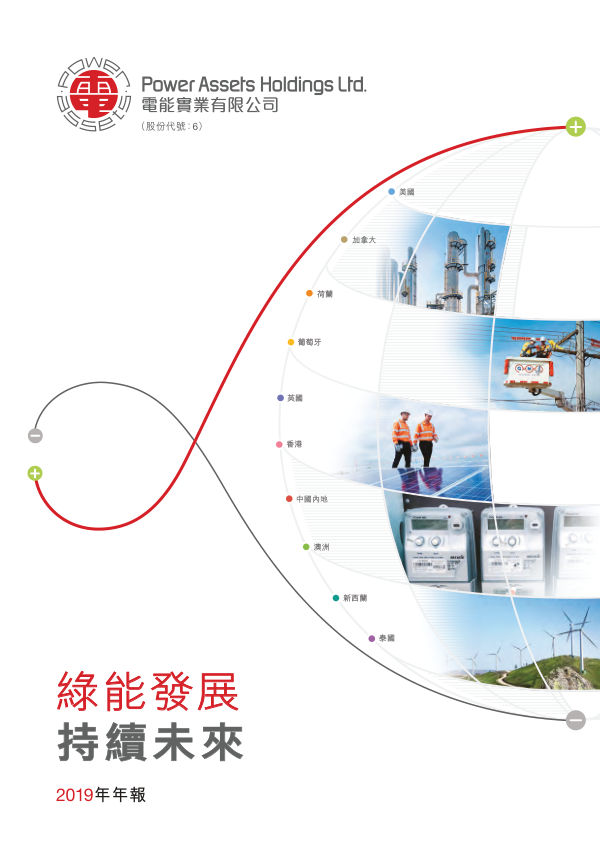 POWER ASSETS
電
Power Assets Holdings Ltd.
電能實業有限公司
（股份代號：6）
美國
加拿大
荷蘭
葡萄牙
英國
香港
中國內地
澳洲
新西蘭
泰國
綠能發展
持續未來
2019年年報